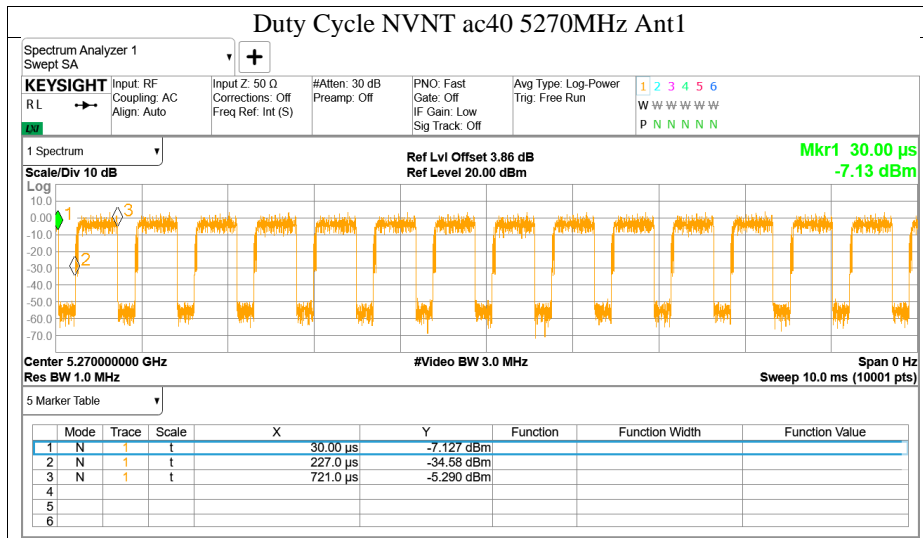 Duty Cycle NVNT ac40 5270MHz Ant1
Spectrum Analyzer 1
Swept SA
+
KEYSIGHT Input: RF Input Z: 50 Ω #Atten: 30 dB PNO: Fast Avg Type: Log-Power 1 2 3 4 5 6
R L Coupling: AC Corrections: Off Preamp: Off Gate: Off Trig: Free Run W W W W W W
Align: Auto Freq Ref: Int (S) IF Gain: Low
LXI Sig Track: Off P N N N N N
1 Spectrum Ref Lvl Offset 3.86 dB Mkr1 30.00 µs
Scale/Div 10 dB Ref Level 20.00 dBm -7.13 dBm
Log
10.0
0.00
-10.0
-20.0
-30.0
-40.0
-50.0
-60.0
-70.0
1
2
3
Center 5.270000000 GHz #Video BW 3.0 MHz Span 0 Hz
Res BW 1.0 MHz Sweep 10.0 ms (10001 pts)
5 Marker Table
Mode Trace Scale X Y Function Function Width Function Value
1 N 1 t 30.00 µs -7.127 dBm
2 N 1 t 227.0 µs -34.58 dBm
3 N 1 t 721.0 µs -5.290 dBm
4
5
6